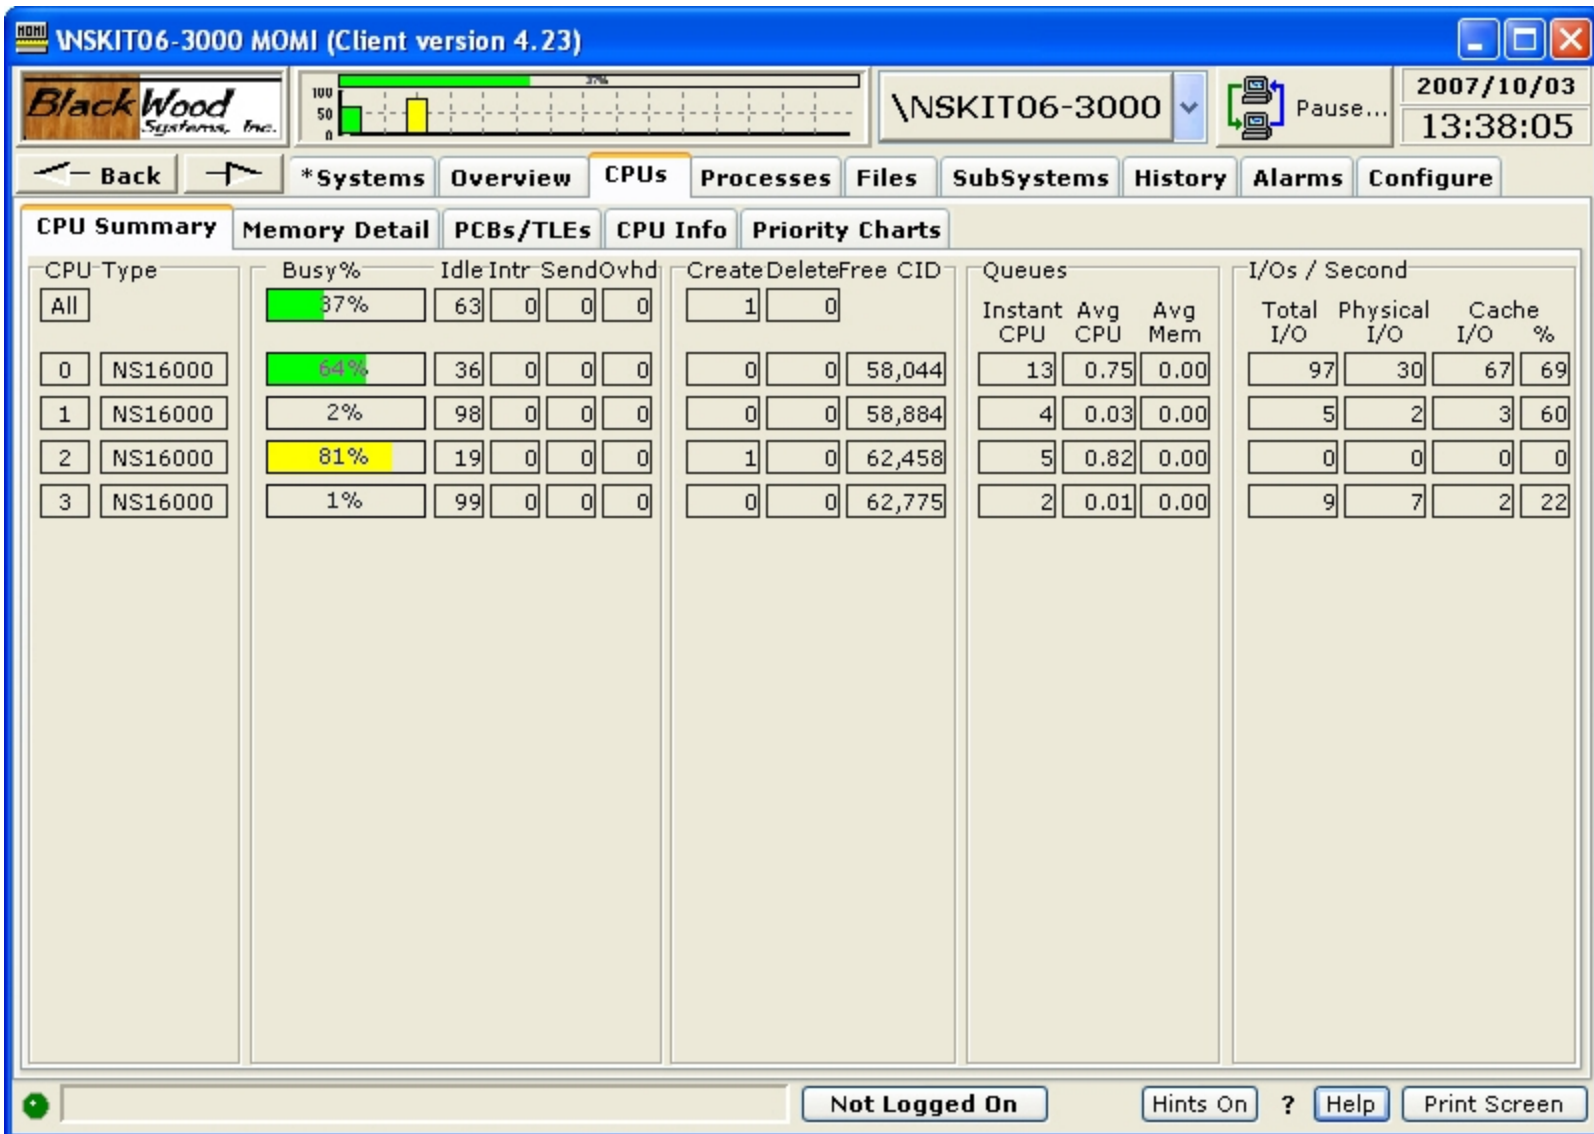 MOMI \NSKIT06-3000 MOMI (Client version 4.23)
BlackWood Systems, Inc.
37%
100
50
0
\NSKIT06-3000
Pause...
2007/10/03
13:38:05
Back *Systems Overview CPUs Processes Files SubSystems History Alarms Configure
CPU Summary Memory Detail PCBs/TLEs CPU Info Priority Charts
CPU Type Busy% Idle Intr Send Ovhd Create Delete Free CID Queues I/Os / Second
All 37% 63 0 0 0 1 0
Instant CPU Avg CPU Avg Mem Total I/O Physical I/O Cache I/O %
0 NS16000 64% 36 0 0 0 0 0 58,044 13 0.75 0.00 97 30 67 69
1 NS16000 2% 98 0 0 0 0 0 58,884 4 0.03 0.00 5 2 3 60
2 NS16000 81% 19 0 0 0 1 0 62,458 5 0.82 0.00 0 0 0 0
3 NS16000 1% 99 0 0 0 0 0 62,775 2 0.01 0.00 9 7 2 22
Not Logged On Hints On ? Help Print Screen